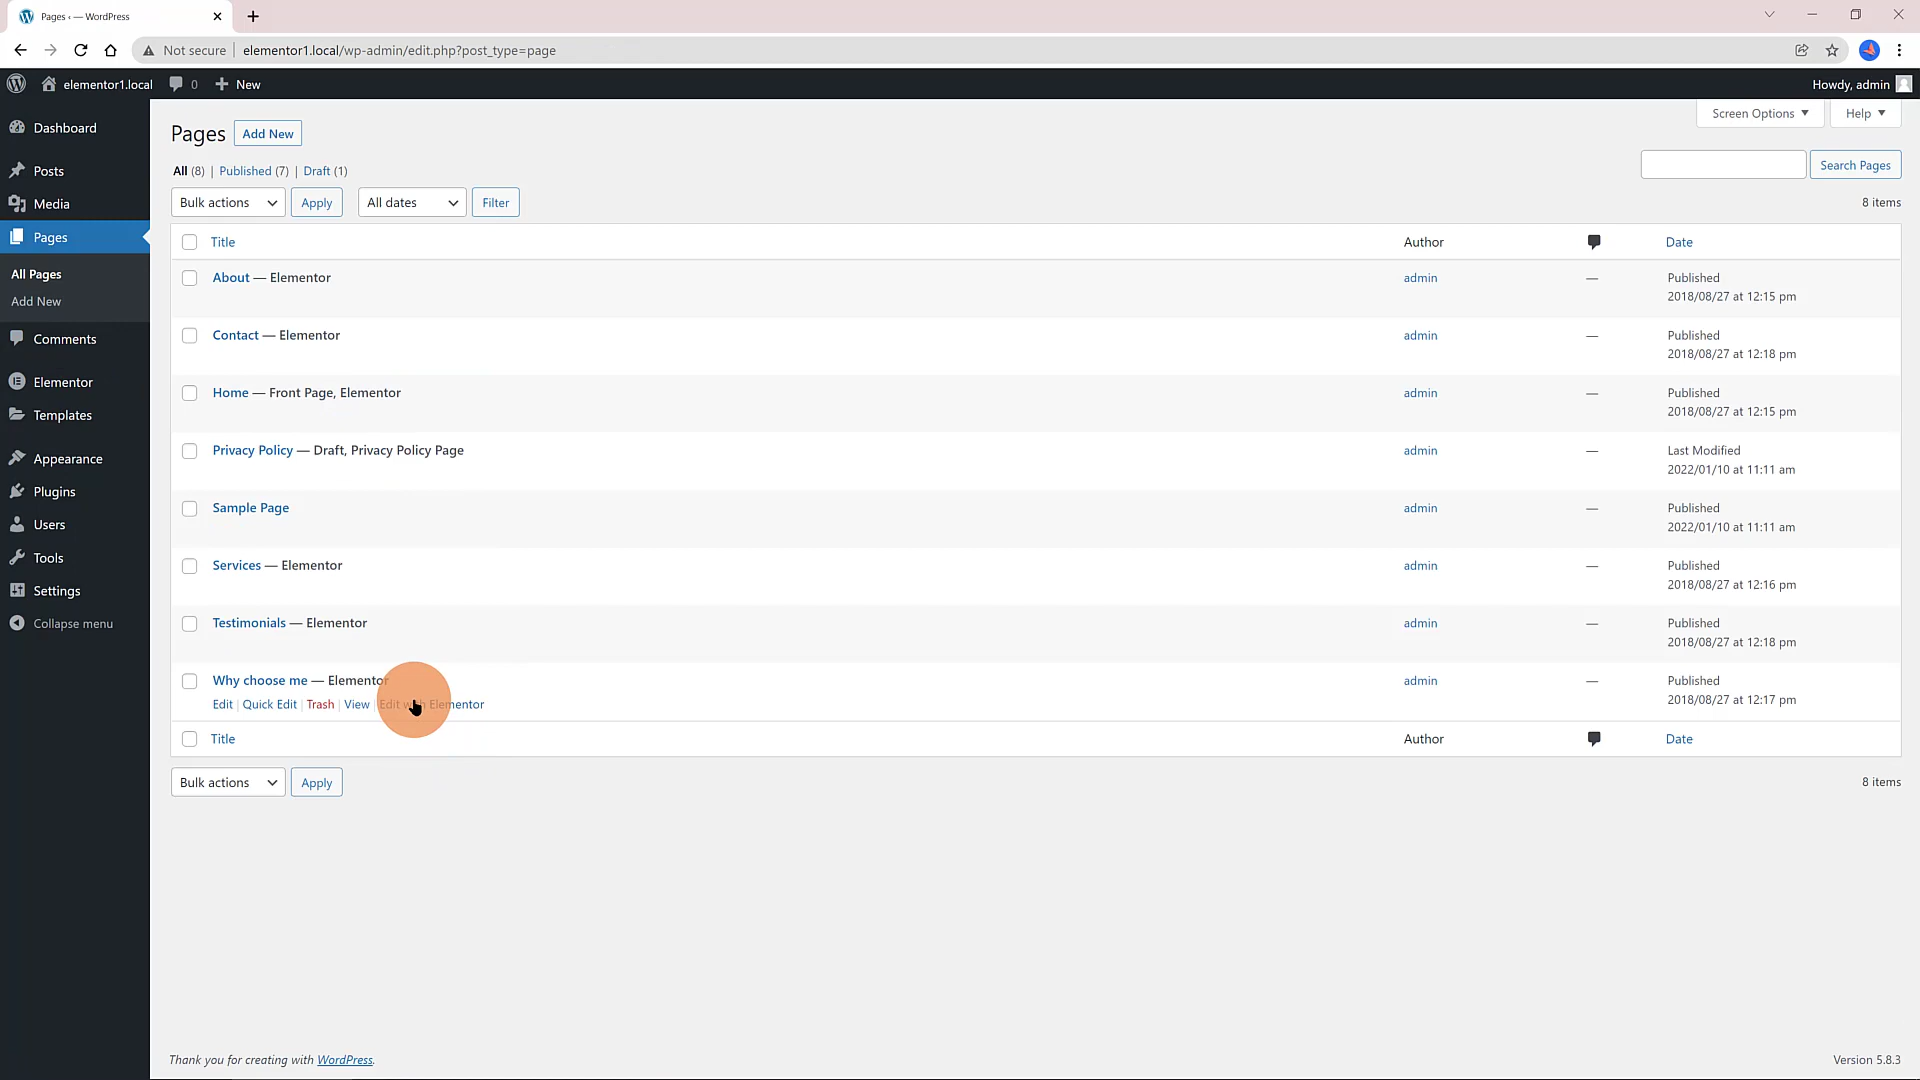 Pages ‹ — WordPress
Not secure elementor1.local/wp-admin/edit.php?post_type=page
elementor1.local 0 New Howdy, admin
Dashboard
Posts
Media
Pages
All Pages
Add New
Comments
Elementor
Templates
Appearance
Plugins
Users
Tools
Settings
Collapse menu
Screen Options Help
Pages Add New
All (8) | Published (7) | Draft (1)
Search Pages
Bulk actions Apply All dates Filter 8 items
Title Author Date
About — Elementor admin — Published
2018/08/27 at 12:15 pm
Contact — Elementor admin — Published
2018/08/27 at 12:18 pm
Home — Front Page, Elementor admin — Published
2018/08/27 at 12:15 pm
Privacy Policy — Draft, Privacy Policy Page admin — Last Modified
2022/01/10 at 11:11 am
Sample Page admin — Published
2022/01/10 at 11:11 am
Services — Elementor admin — Published
2018/08/27 at 12:16 pm
Testimonials — Elementor admin — Published
2018/08/27 at 12:18 pm
Why choose me — Elementor admin — Published
Edit | Quick Edit | Trash | View | Edit with Elementor 2018/08/27 at 12:17 pm
Title Author Date
Bulk actions Apply 8 items
Thank you for creating with WordPress. Version 5.8.3